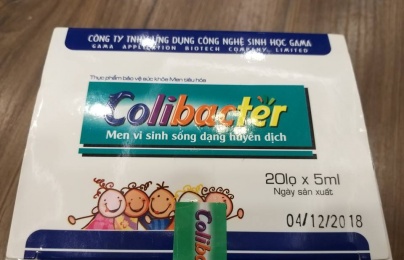 CÔNG TY TNHH ỨNG DỤNG CÔNG NGHỆ SINH HỌC GAMA
GAMA APPLICATION BIOTECH COMPANY LIMITED
Thực phẩm bảo vệ sức khỏe Men tiêu hóa
Colibacter
Men vi sinh sống dạng huyền dịch
20lọ x 5ml
Ngày sản xuất
04/12/2018
Colibacter